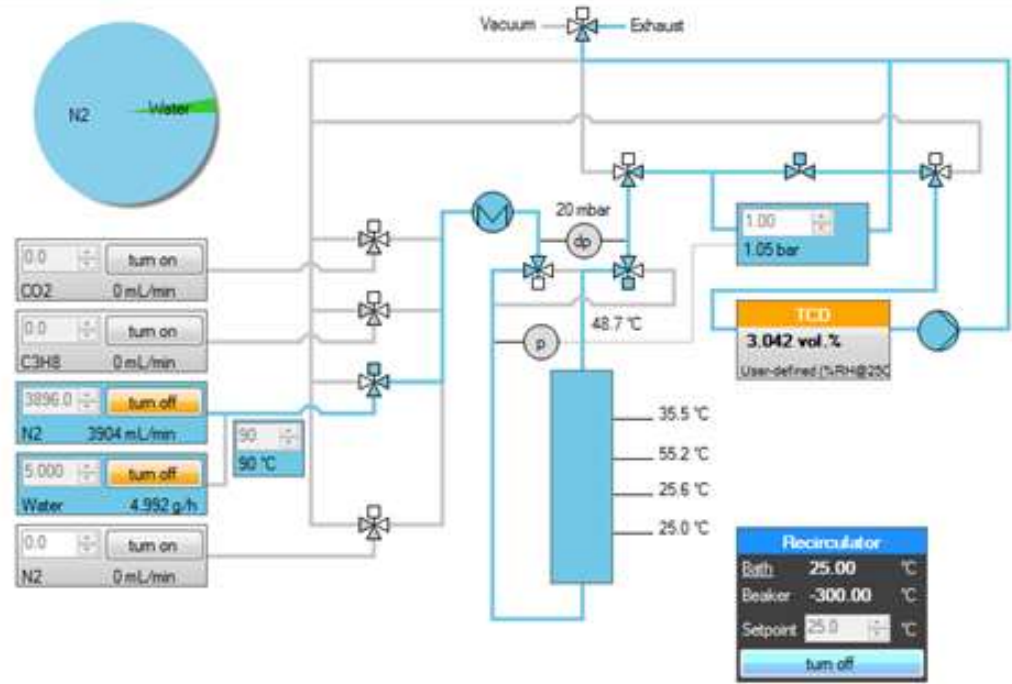 Vacuum
Exhaust
N2
Water
20 mbar
dp
1.00
1.05 bar
0.0
turn on
CO2
0 mL/min
48.7 °C
p
TCD
3.042 vol.%
User-defined (%RH@25C
0.0
turn on
C3H8
0 mL/min
3896.0
turn off
N2
3904 mL/min
90
90 °C
35.5 °C
55.2 °C
25.6 °C
25.0 °C
5.000
turn off
Water
4.992 g/h
0.0
turn on
N2
0 mL/min
Recirculator
Bath 25.00 °C
Beaker -300.00 °C
Setpoint 25.0 °C
turn off